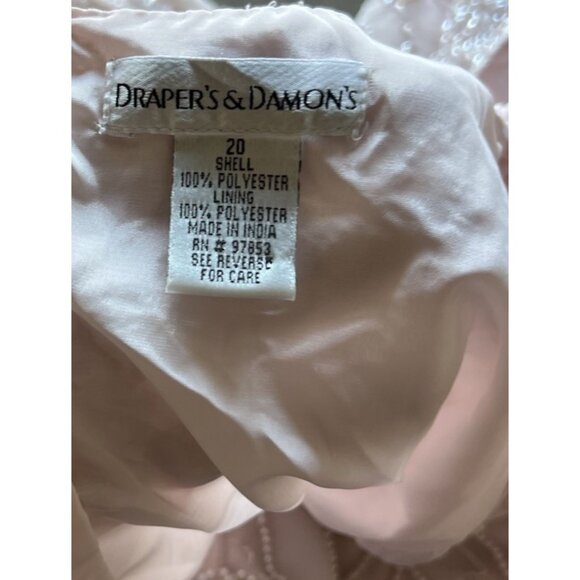 DRAPER'S & DAMON'S
20
SHELL
100% POLYESTER
LINING
100% POLYESTER
MADE IN INDIA
RN # 97853
SEE REVERSE
FOR CARE